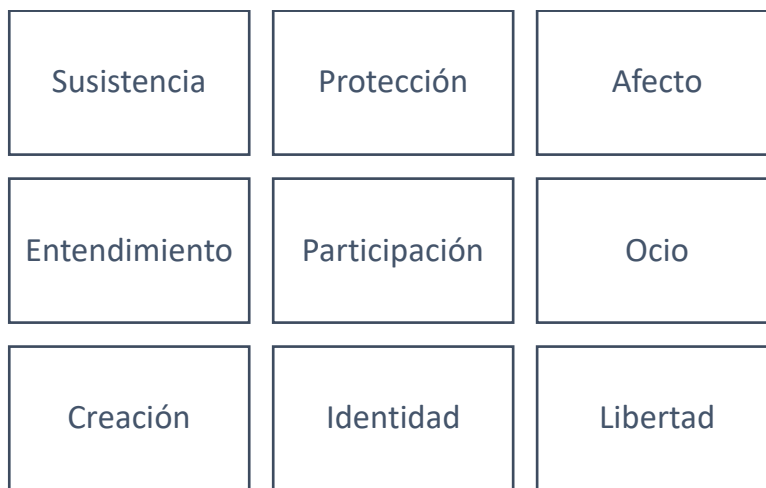 Susistencia
Protección
Afecto
Entendimiento
Participación
Ocio
Creación
Identidad
Libertad